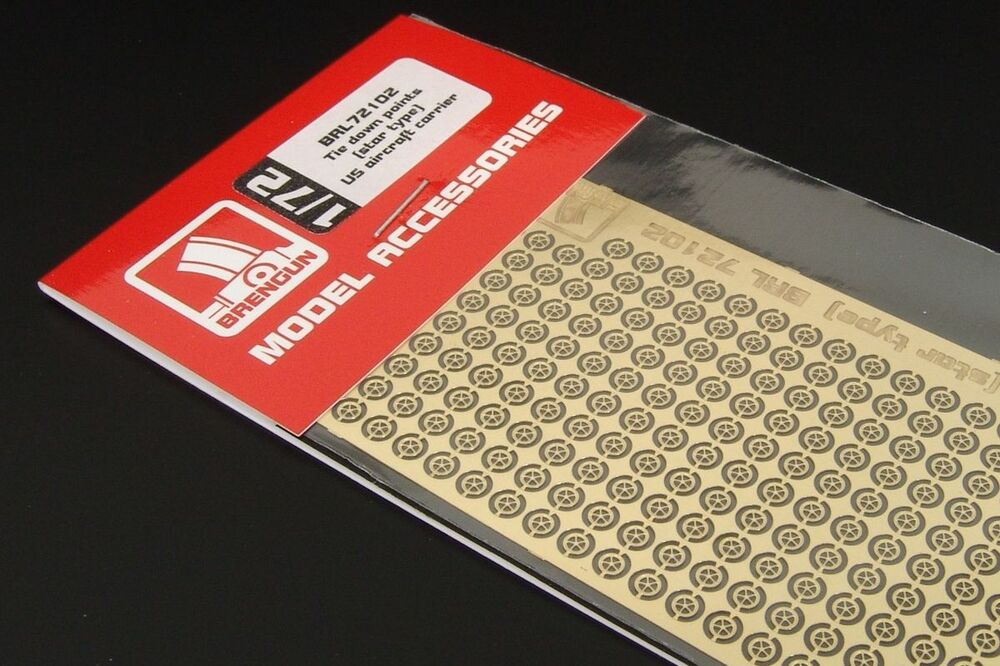 BRL72102
Tie down points
(star type)
US aircraft carrier
1/72
BRENGUN
MODEL ACCESSORIES
BRL 72102
(star type)